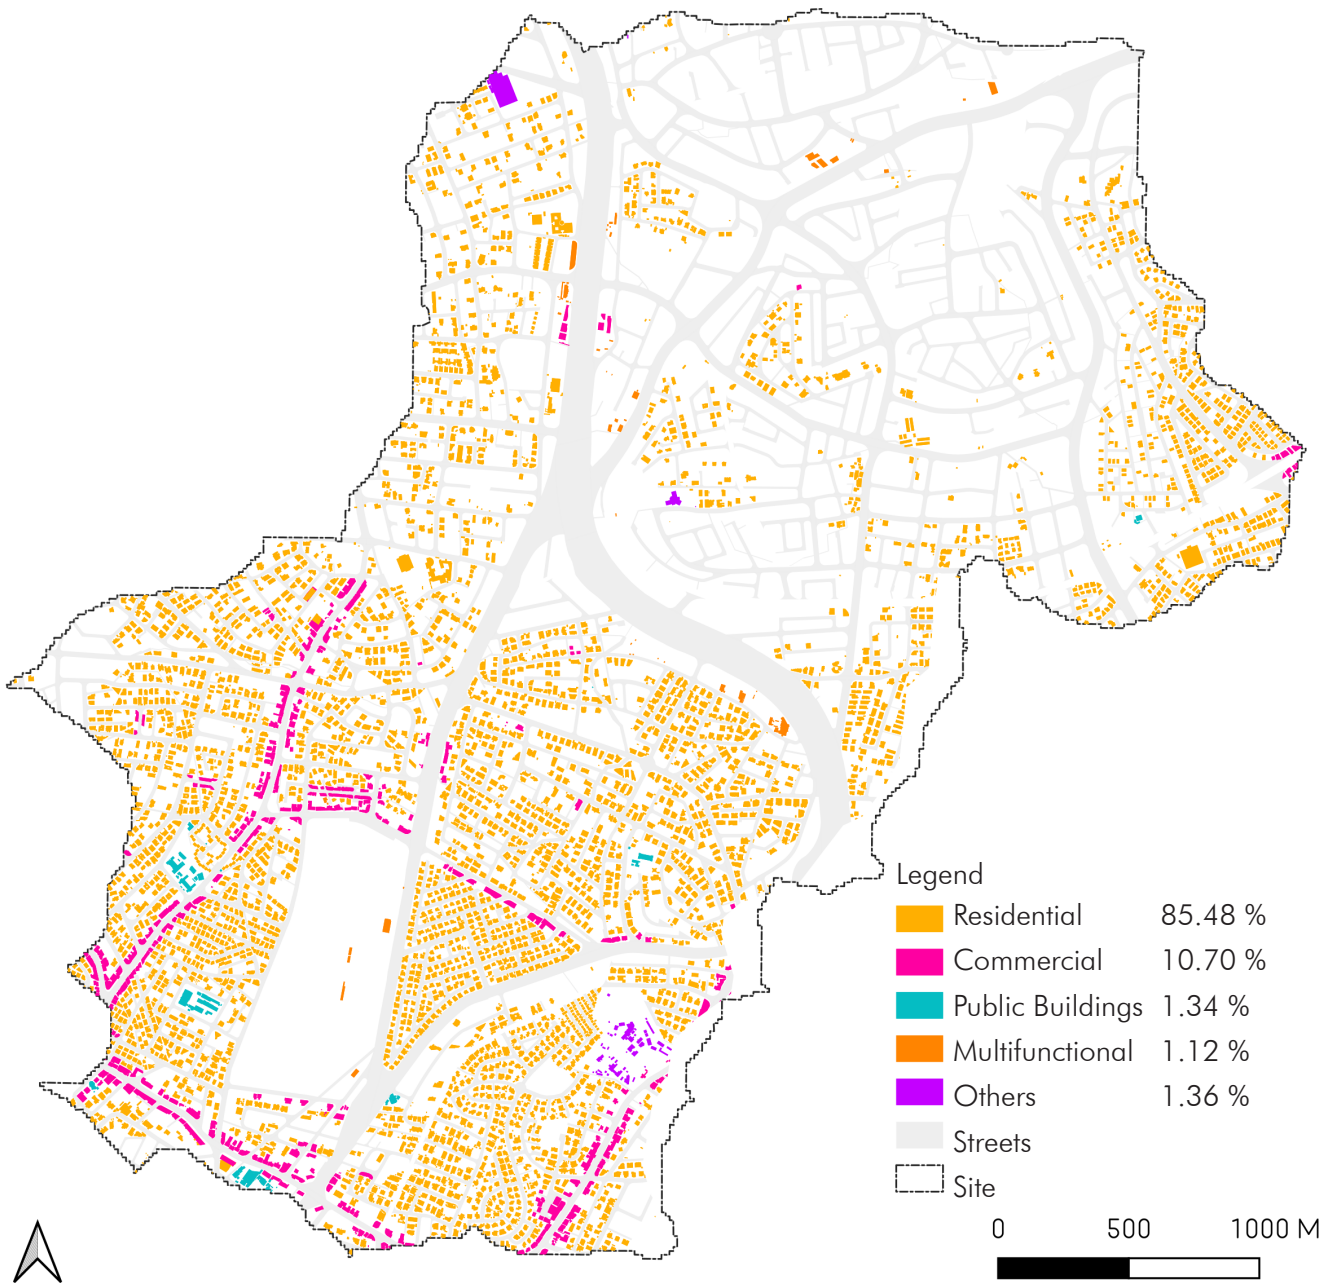 Legend
Residential 85.48 %
Commercial 10.70 %
Public Buildings 1.34 %
Multifunctional 1.12 %
Others 1.36 %
Streets
Site
0 500 1000 M